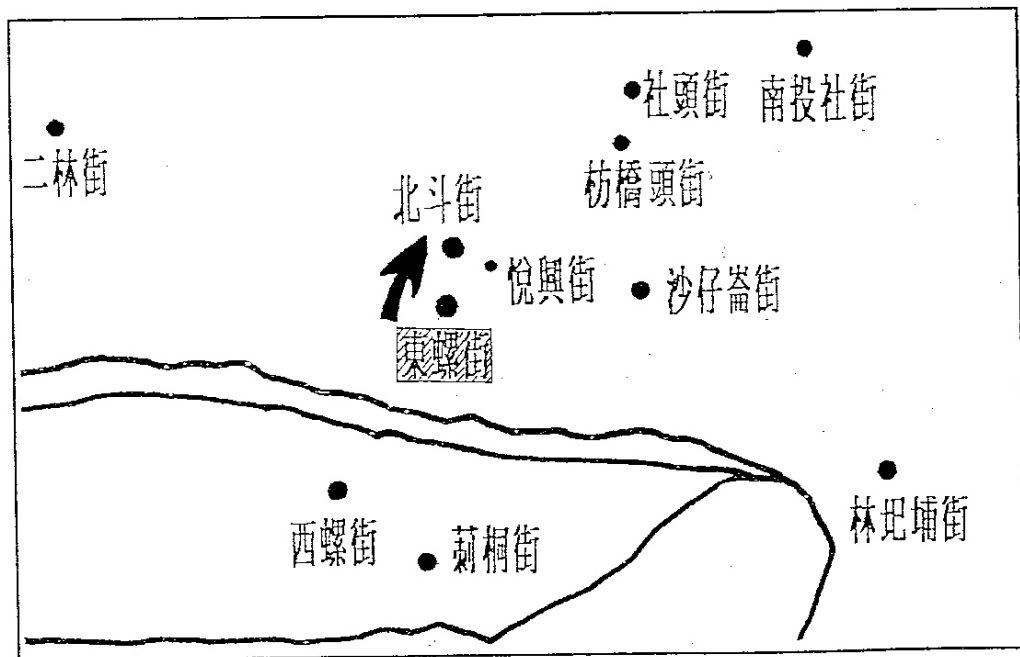 社頭街
南投社街
二林街
枋橋頭街
北斗街
悅興街
沙仔崙街
東螺街
林圯埔街
西螺街
莿桐街